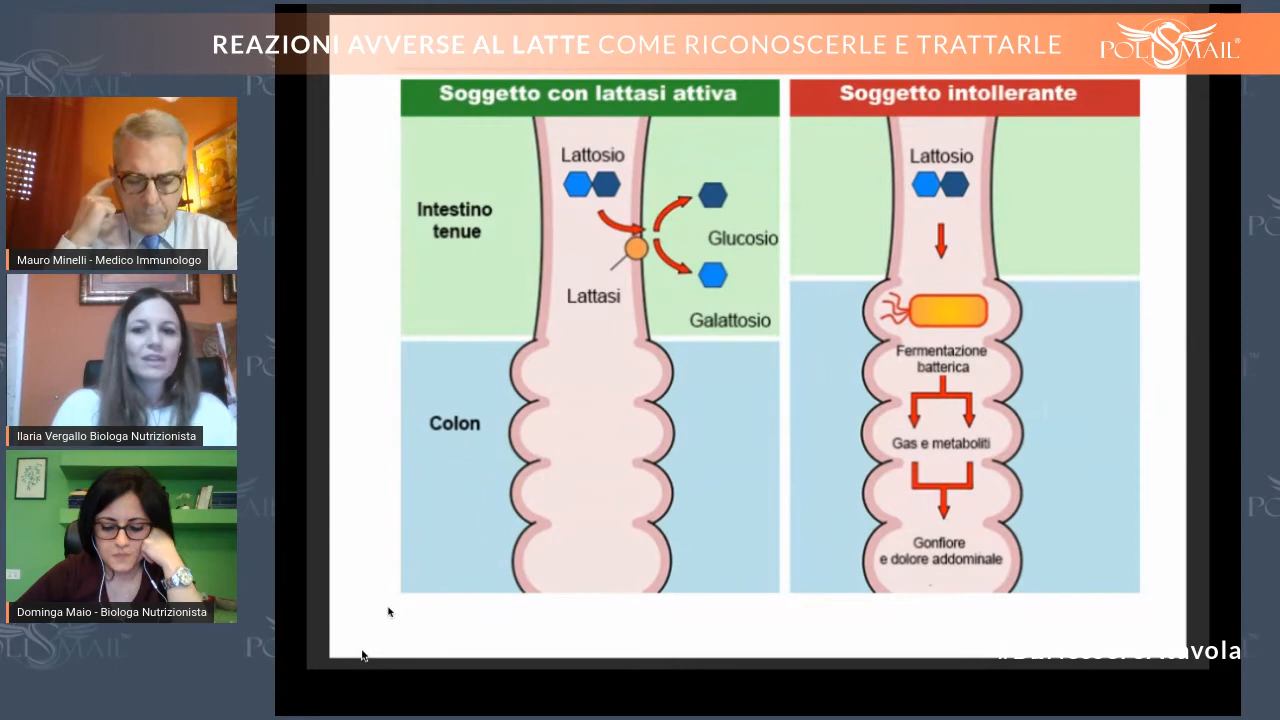 REAZIONI AVVERSE AL LATTE COME RICONOSCERLE E TRATTARLE
POLISMAIL®
Mauro Minelli - Medico Immunologo
Ilaria Vergallo Biologa Nutrizionista
Dominga Maio - Biologa Nutrizionista
Soggetto con lattasi attiva
Lattosio
Intestino
tenue
Glucosio
Lattasi
Galattosio
Colon
Soggetto intollerante
Lattosio
Fermentazione
batterica
Gas e metaboliti
Gonfiore
e dolore addominale